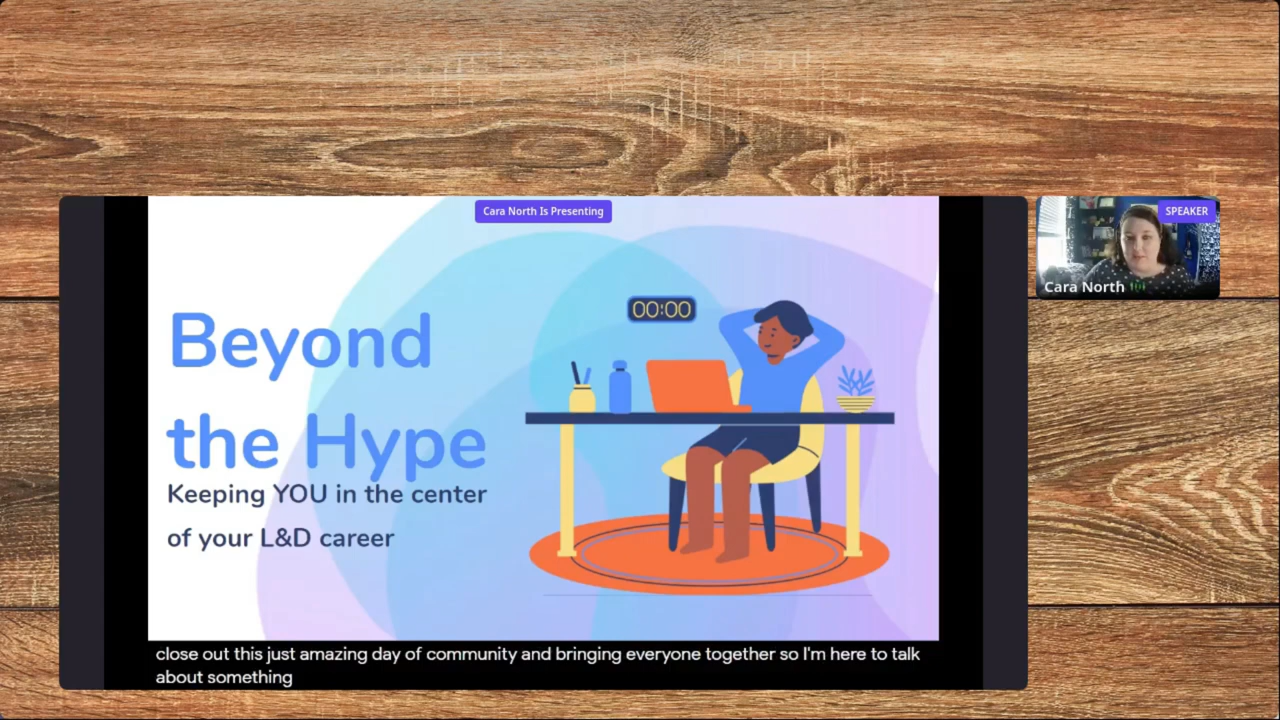 Cara North Is Presenting
SPEAKER
Cara North
00:00
Beyond
the Hype
Keeping YOU in the center
of your L&D career
close out this just amazing day of community and bringing everyone together so I'm here to talk
about something